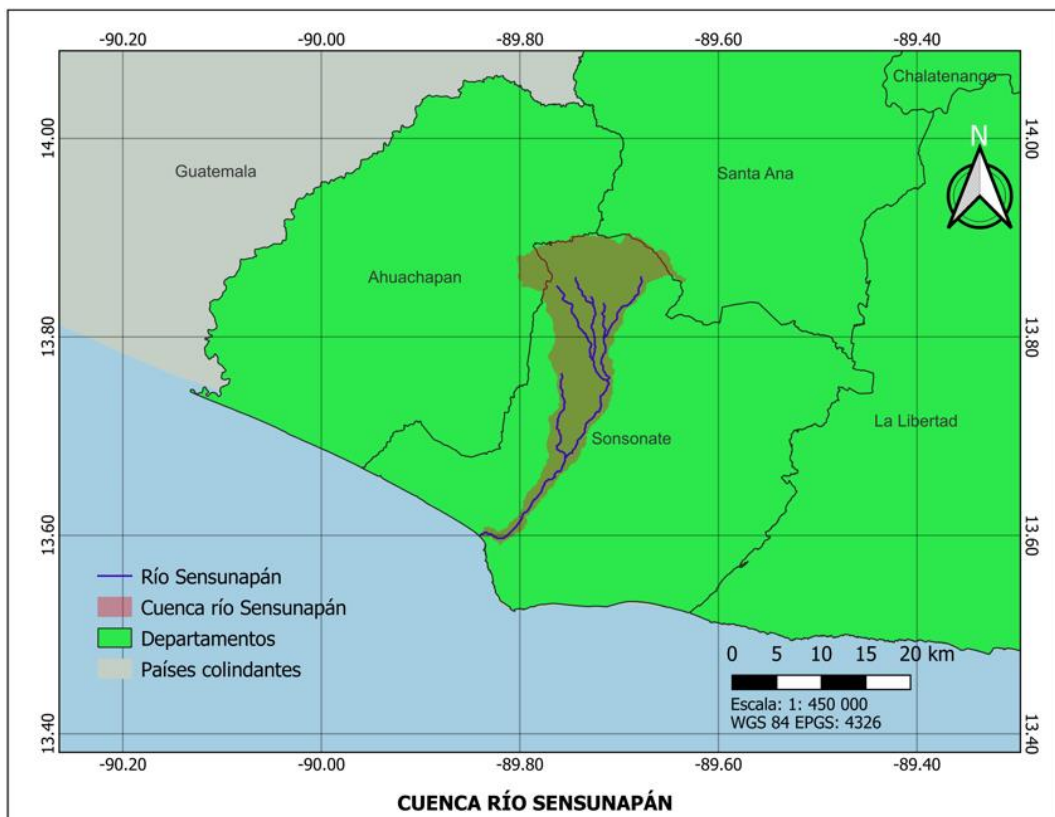 -90.20 -90.00 -89.80 -89.60 -89.40
Chalatenango
14.00 14.00
N
Guatemala
Santa Ana
Ahuachapan
13.80 13.80
La Libertad
Sonsonate
13.60 13.60
Río Sensunapán
Cuenca río Sensunapán
Departamentos
Países colindantes
0 5 10 15 20 km
Escala: 1: 450 000
WGS 84 EPGS: 4326
13.40 13.40
-90.20 -90.00 -89.80 -89.60 -89.40
CUENCA RÍO SENSUNAPÁN